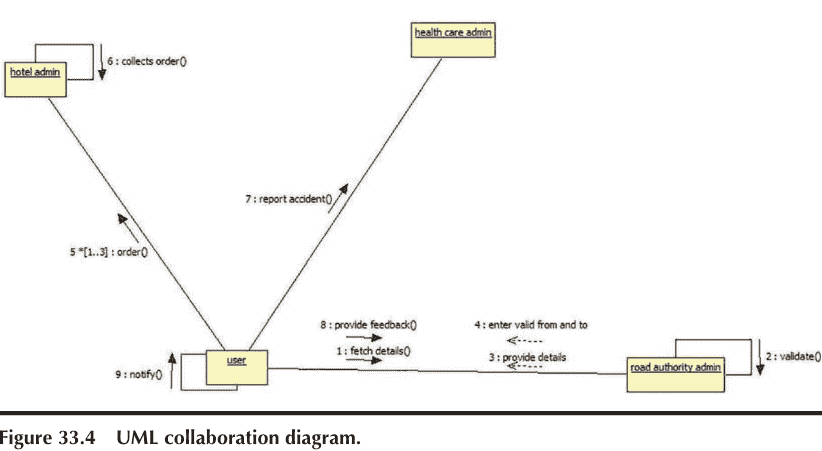 health care admin
6 : collects order()
hotel admin
7 : report accident()
5 *[1..3] : order()
8 : provide feedback()
4 : enter valid from and to
1 : fetch details()
3 : provide details
2 : validate()
user
road authority admin
9 : notify()
Figure 33.4 UML collaboration diagram.